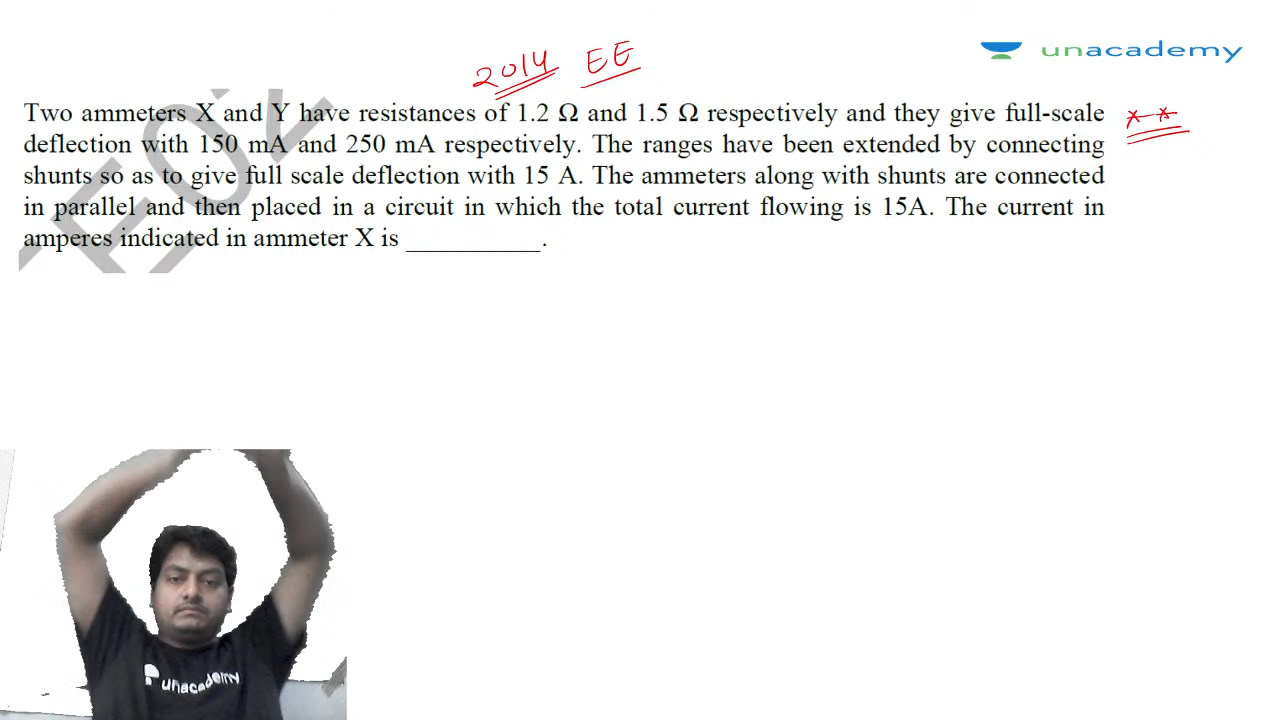 2014 EE
unacademy
Two ammeters X and Y have resistances of 1.2 Ω and 1.5 Ω respectively and they give full-scale
deflection with 150 mA and 250 mA respectively. The ranges have been extended by connecting
shunts so as to give full scale deflection with 15 A. The ammeters along with shunts are connected
in parallel and then placed in a circuit in which the total current flowing is 15A. The current in
amperes indicated in ammeter X is __________.
unacademy